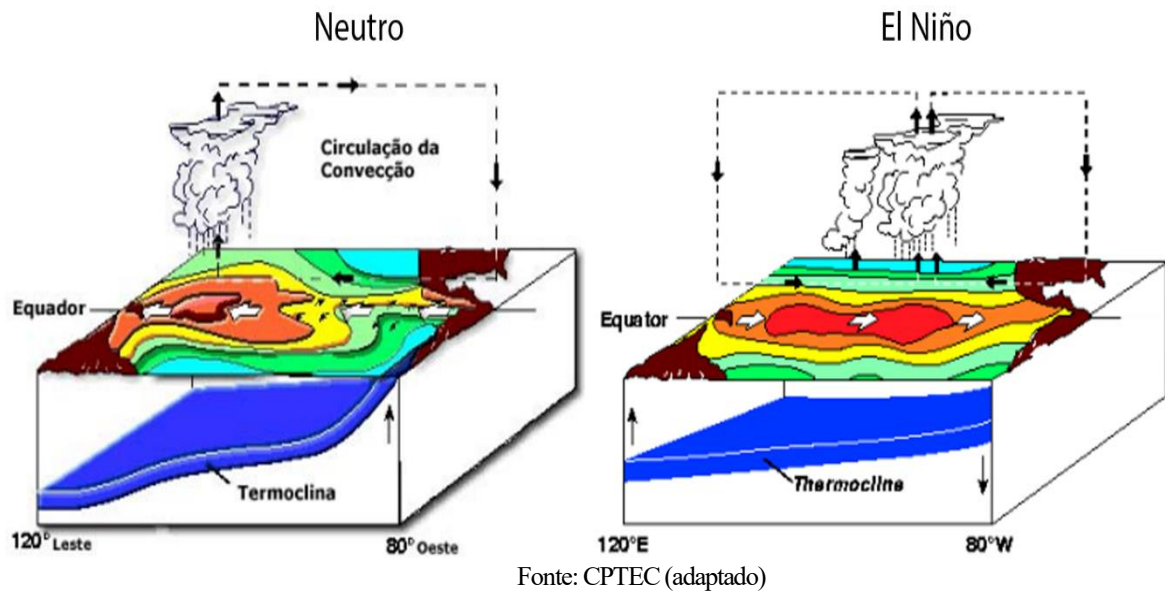 Neutro
El Niño
Circulação da
Convecção
Equador
Equator
Termoclina
Thermocline
120° Leste
80° Oeste
120°E
80°W
Fonte: CPTEC (adaptado)